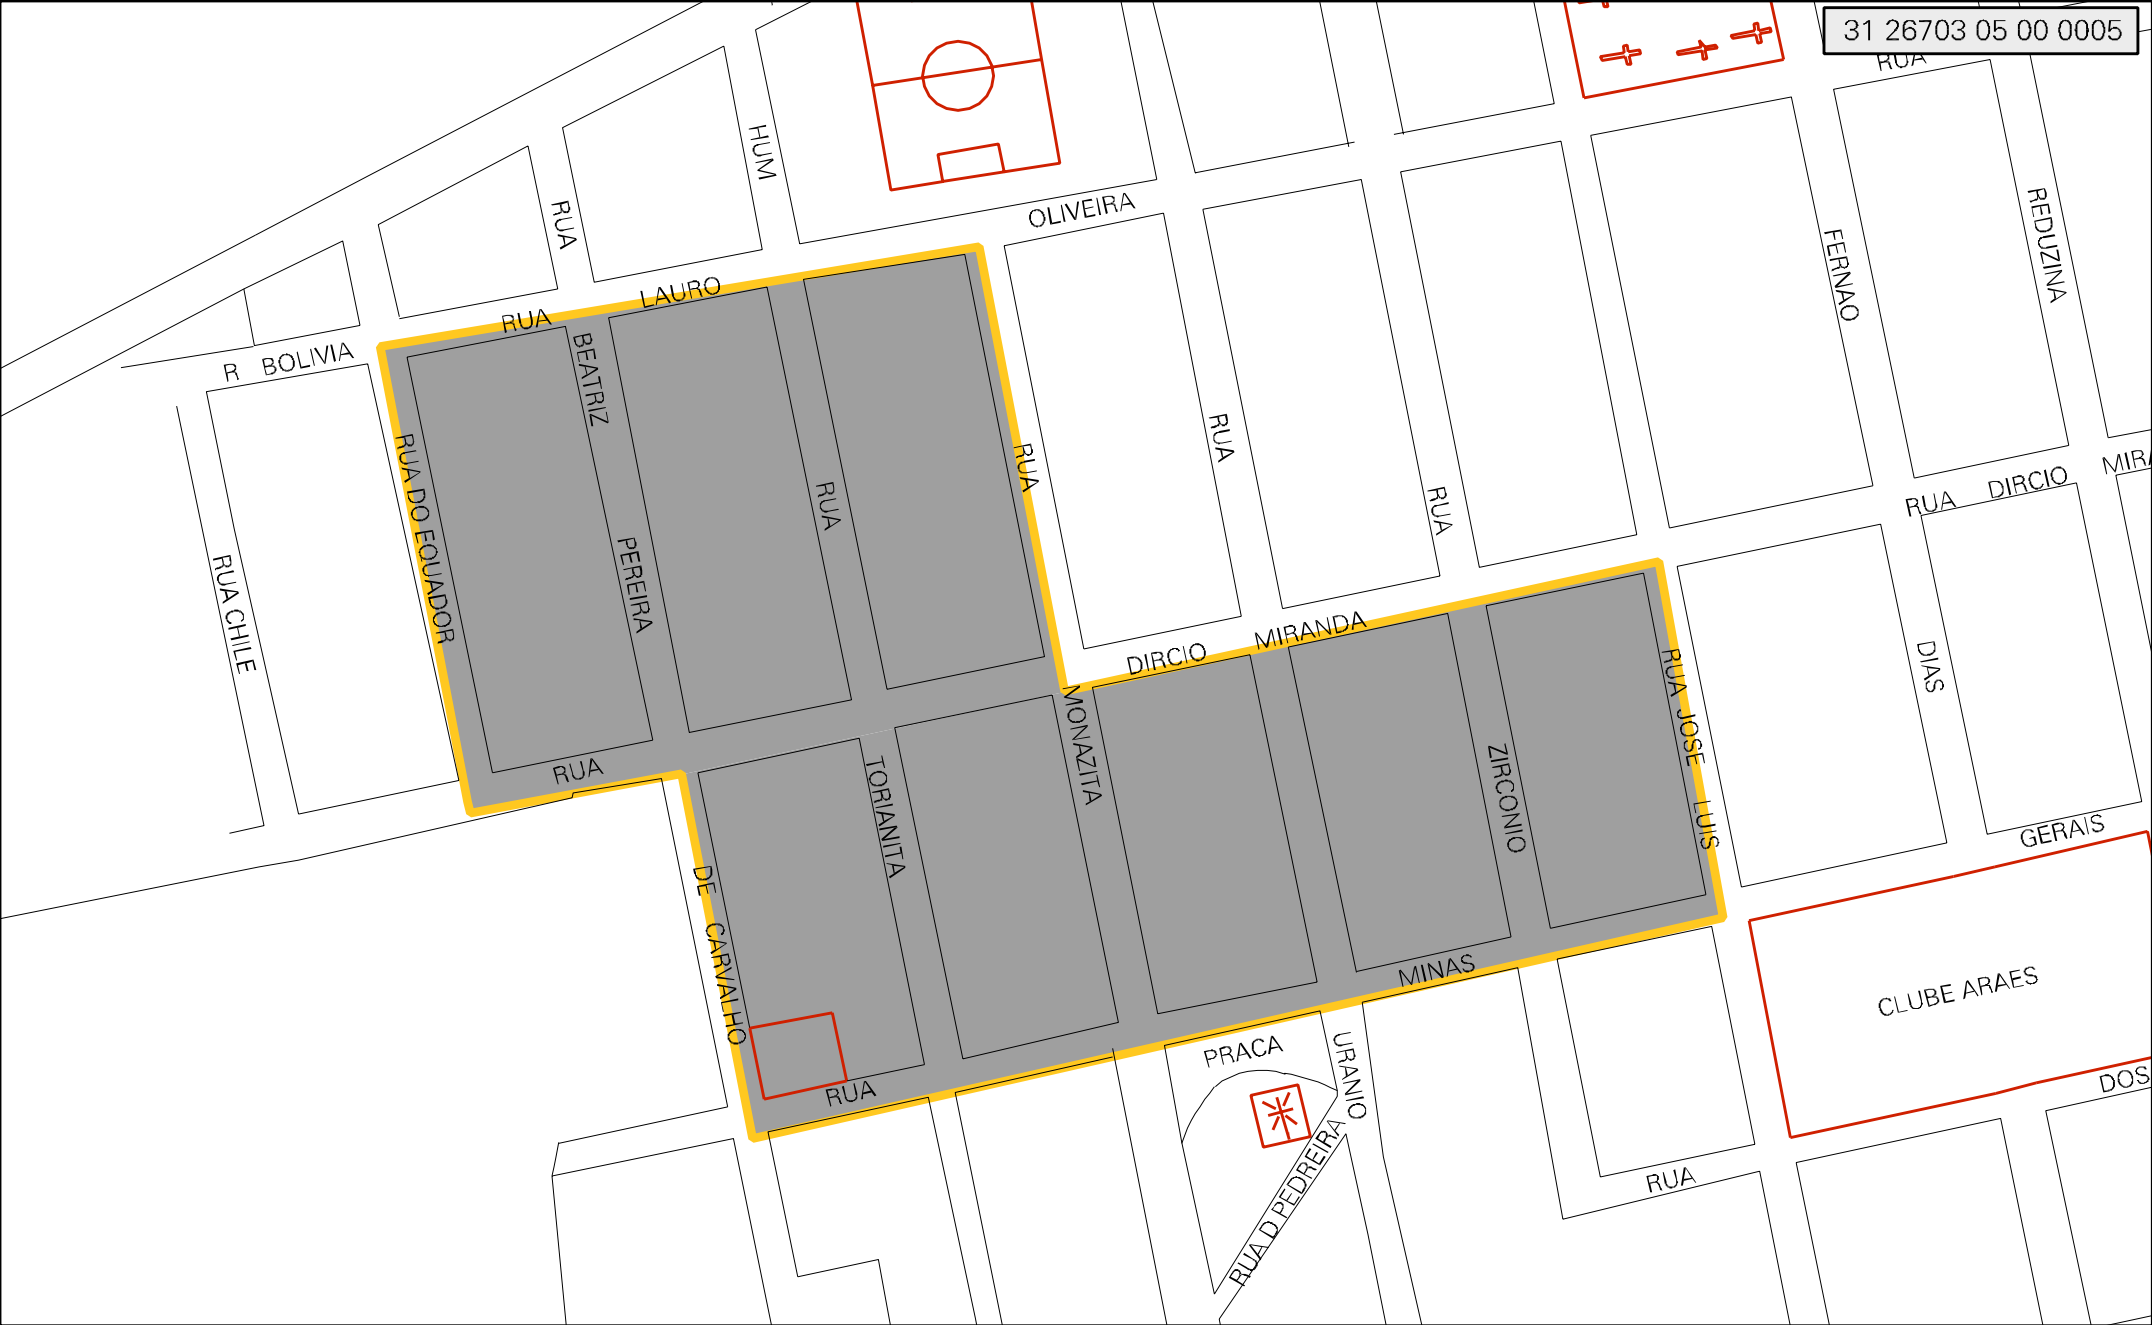 31 26703 05 00 0005
RUA
HUM
RUA
OLIVEIRA
REDUZINA
FERNAO
LAURO
RUA
R BOLIVIA
BEATRIZ
RUA DO EQUADOR
RUA
RUA
RUA
RUA
MIRA
RUA DIRCIO
RUA CHILE
PEREIRA
DIRCIO MIRANDA
RUA JOSE LUIS
DIAS
MONAZITA
ZIRCONIO
TORIANITA
RUA
GERAIS
DE CARVALHO
MINAS
CLUBE ARAES
RUA
PRACA
URANIO
DOS
RUA D PEDREIRA
RUA